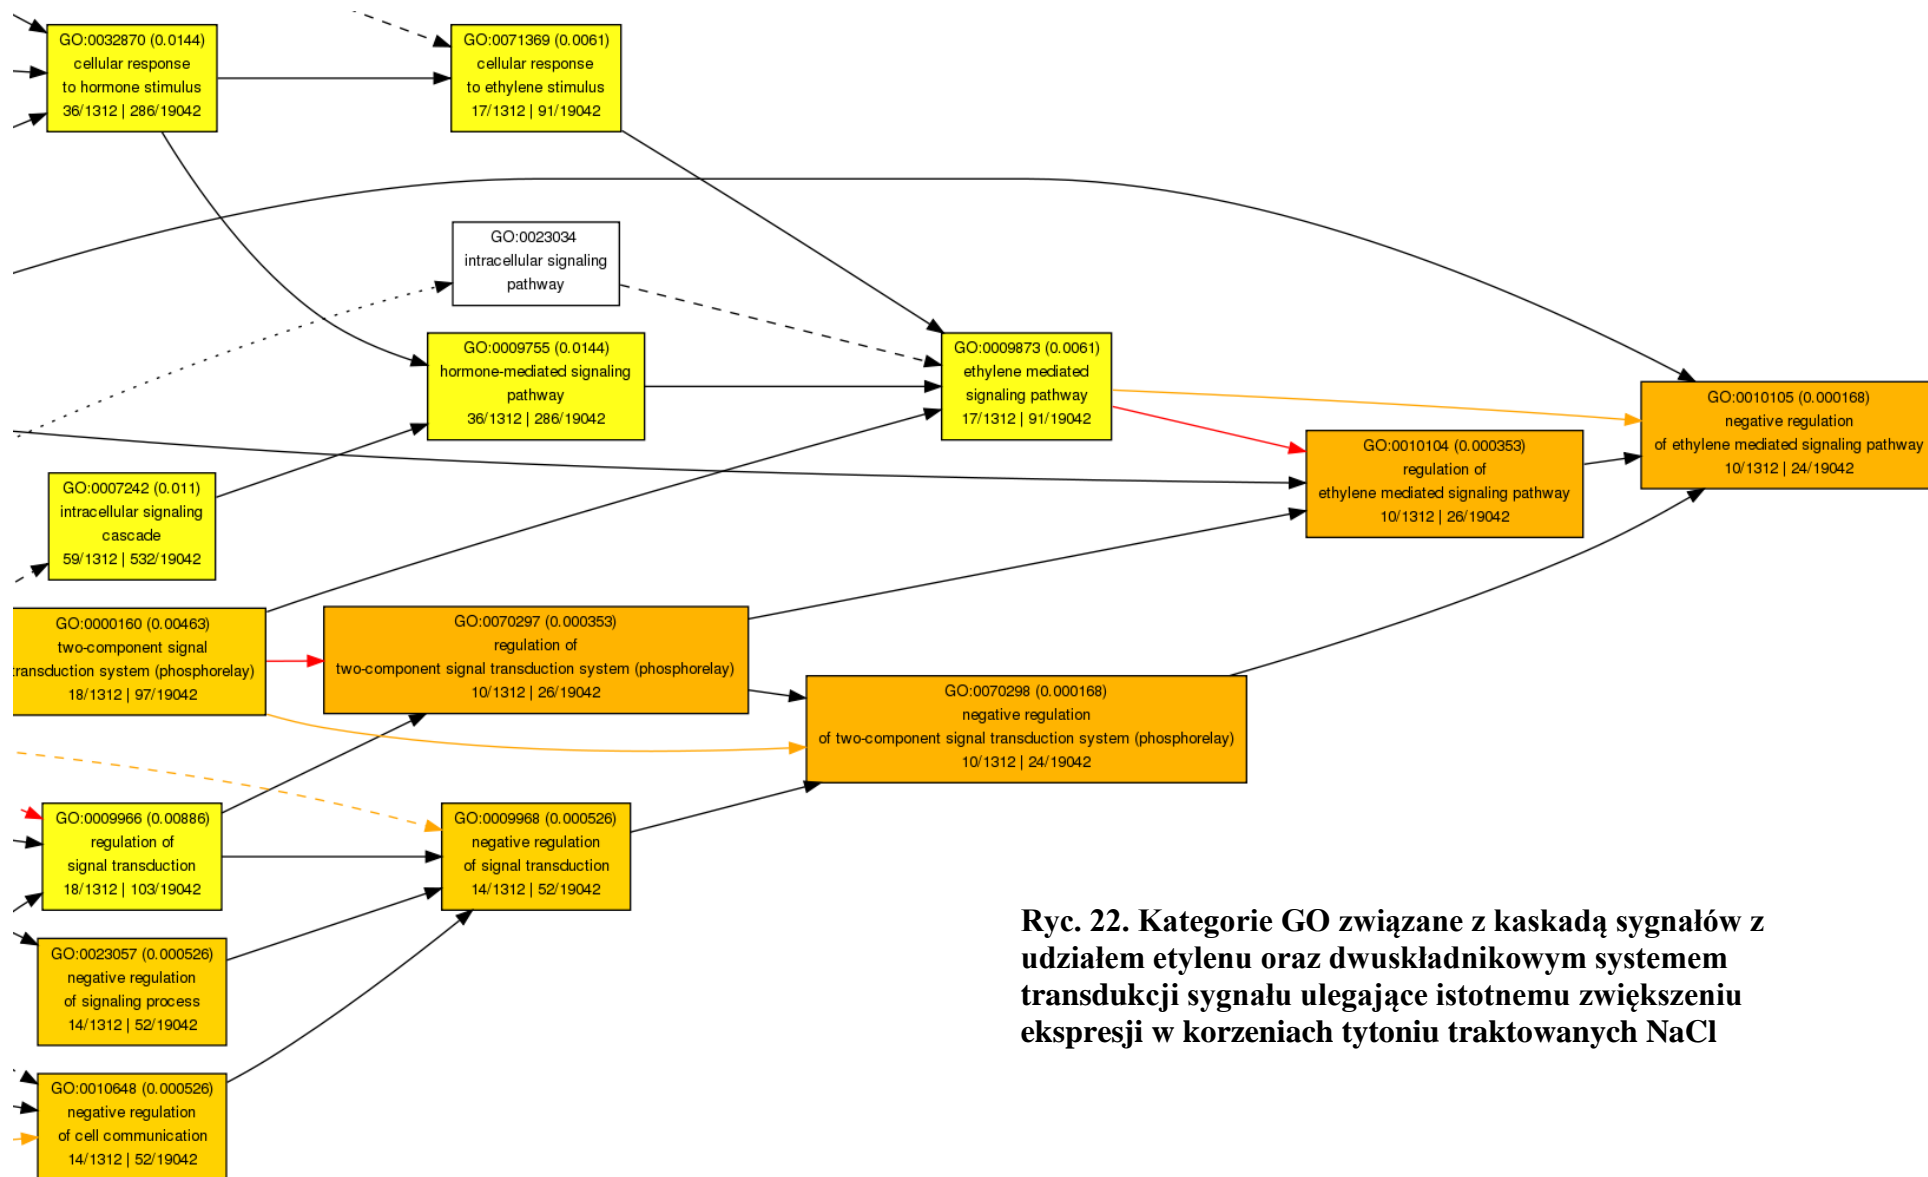 GO:0032870 (0.0144)
cellular response
to hormone stimulus
36/1312 | 286/19042
GO:0071369 (0.0061)
cellular response
to ethylene stimulus
17/1312 | 91/19042
GO:0023034
intracellular signaling
pathway
GO:0009755 (0.0144)
hormone-mediated signaling
pathway
36/1312 | 286/19042
GO:0009873 (0.0061)
ethylene mediated
signaling pathway
17/1312 | 91/19042
GO:0010105 (0.000168)
negative regulation
of ethylene mediated signaling pathway
10/1312 | 24/19042
GO:0010104 (0.000353)
regulation of
ethylene mediated signaling pathway
10/1312 | 26/19042
GO:0007242 (0.011)
intracellular signaling
cascade
59/1312 | 532/19042
GO:0000160 (0.00463)
two-component signal
transduction system (phosphorelay)
18/1312 | 97/19042
GO:0070297 (0.000353)
regulation of
two-component signal transduction system (phosphorelay)
10/1312 | 26/19042
GO:0070298 (0.000168)
negative regulation
of two-component signal transduction system (phosphorelay)
10/1312 | 24/19042
GO:0009966 (0.00886)
regulation of
signal transduction
18/1312 | 103/19042
GO:0009968 (0.000526)
negative regulation
of signal transduction
14/1312 | 52/19042
GO:0023057 (0.000526)
negative regulation
of signaling process
14/1312 | 52/19042
GO:0010648 (0.000526)
negative regulation
of cell communication
14/1312 | 52/19042
Ryc. 22. Kategorie GO związane z kaskadą sygnałów z
udziałem etylenu oraz dwuskładnikowym systemem
transdukcji sygnału ulegające istotnemu zwiększeniu
ekspresji w korzeniach tytoniu traktowanych NaCl